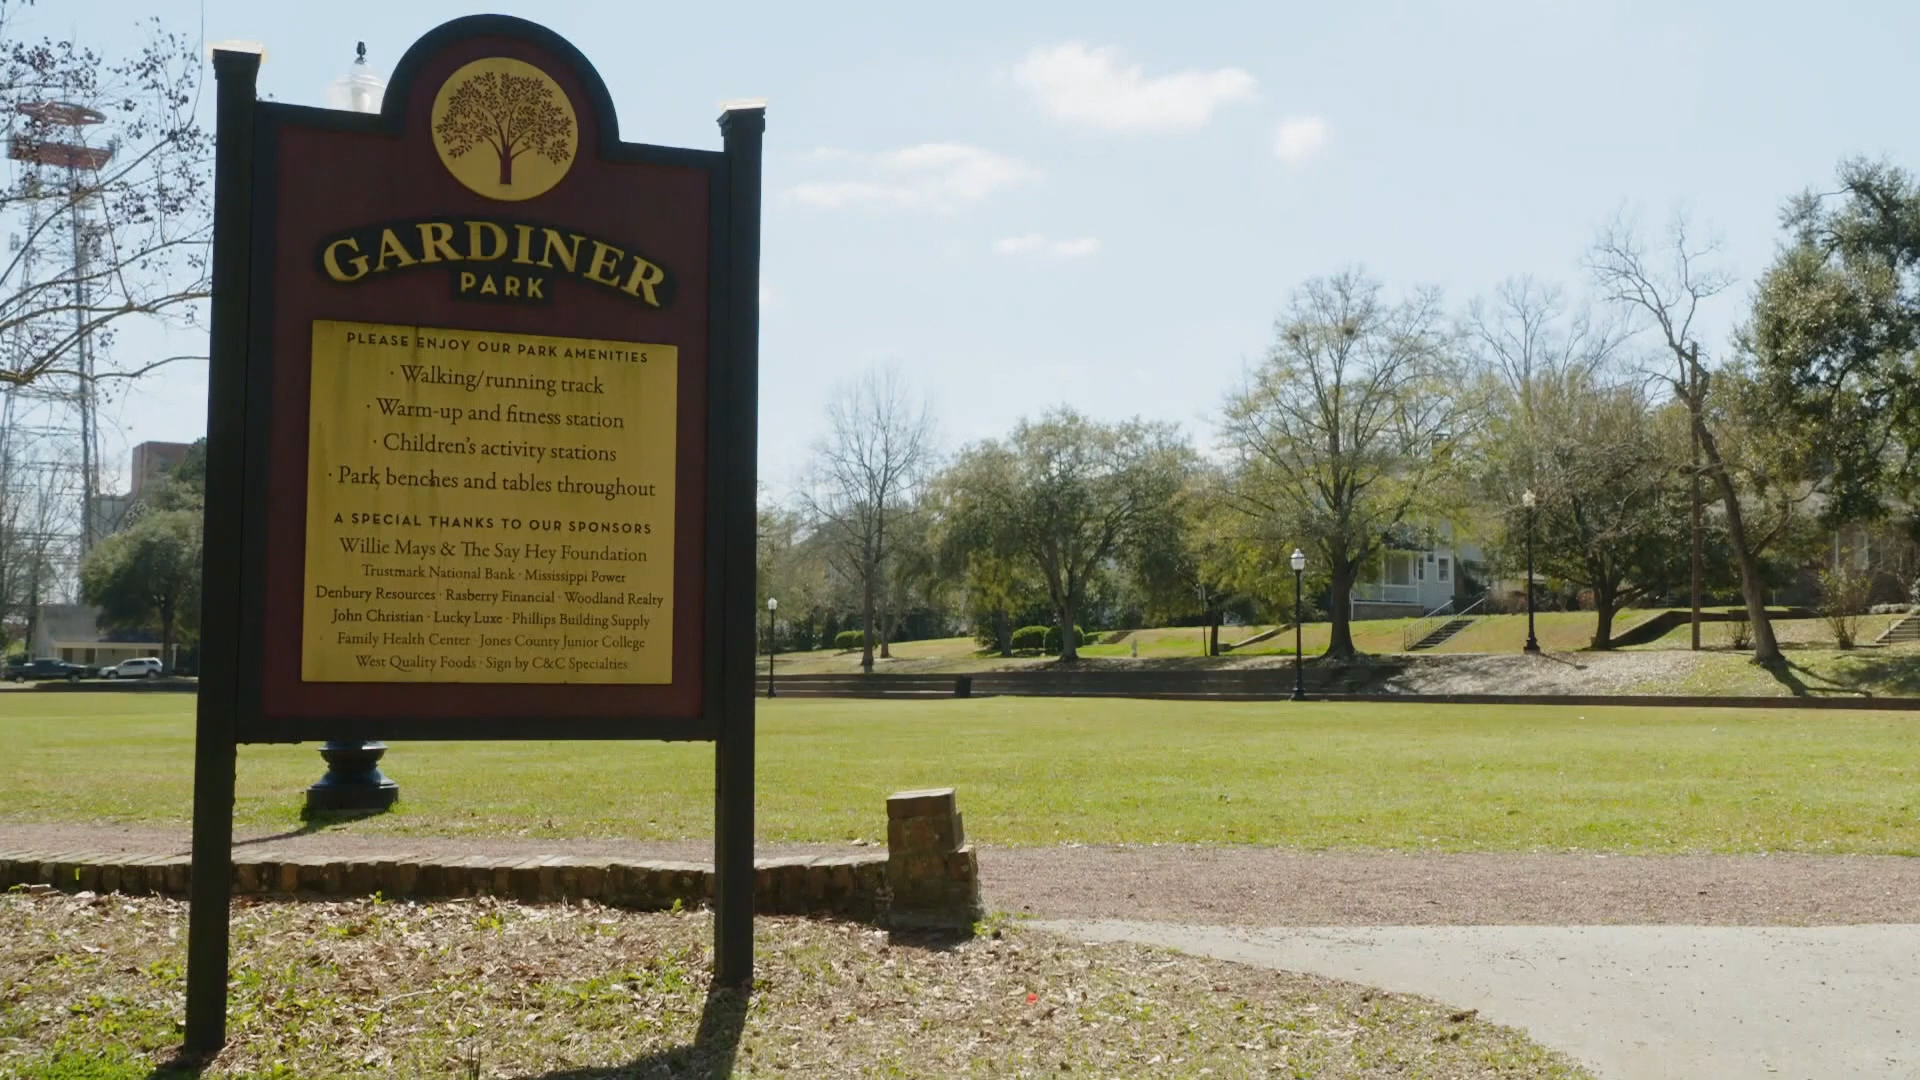 GARDINER
PARK
PLEASE ENJOY OUR PARK AMENITIES
· Walking/running track
· Warm-up and fitness station
· Children's activity stations
· Park benches and tables throughout
A SPECIAL THANKS TO OUR SPONSORS
Willie Mays & The Say Hey Foundation
Trustmark National Bank · Mississippi Power
Denbury Resources · Rasberry Financial · Woodland Realty
John Christian · Lucky Luxe · Phillips Building Supply
Family Health Center · Jones County Junior College
West Quality Foods · Sign by C&C Specialties